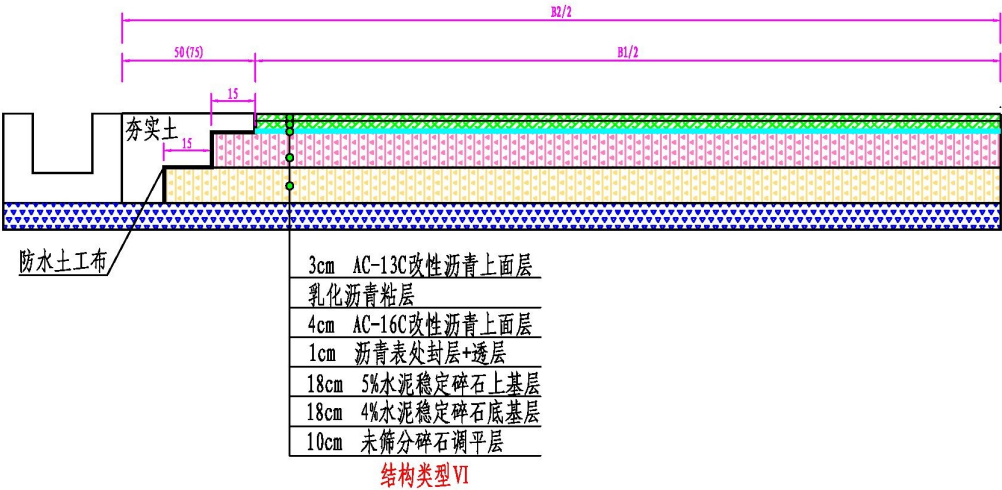 B2/2
50(75)
B1/2
15
夯实土
15
防水土工布
3cm AC-13C改性沥青上面层
乳化沥青粘层
4cm AC-16C改性沥青上面层
1cm 沥青表处封层+透层
18cm 5%水泥稳定碎石上基层
18cm 4%水泥稳定碎石底基层
10cm 未筛分碎石调平层
结构类型VI